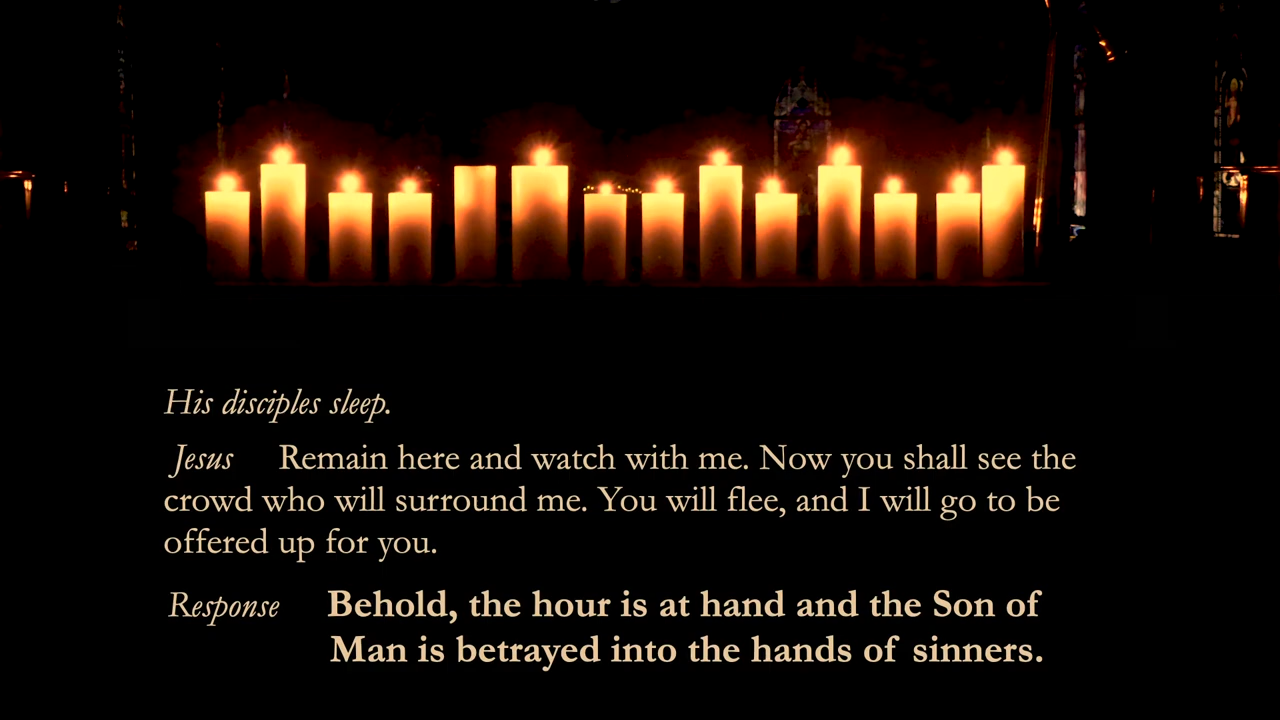 His disciples sleep.
Jesus Remain here and watch with me. Now you shall see the
crowd who will surround me. You will flee, and I will go to be
offered up for you.
Response Behold, the hour is at hand and the Son of
Man is betrayed into the hands of sinners.